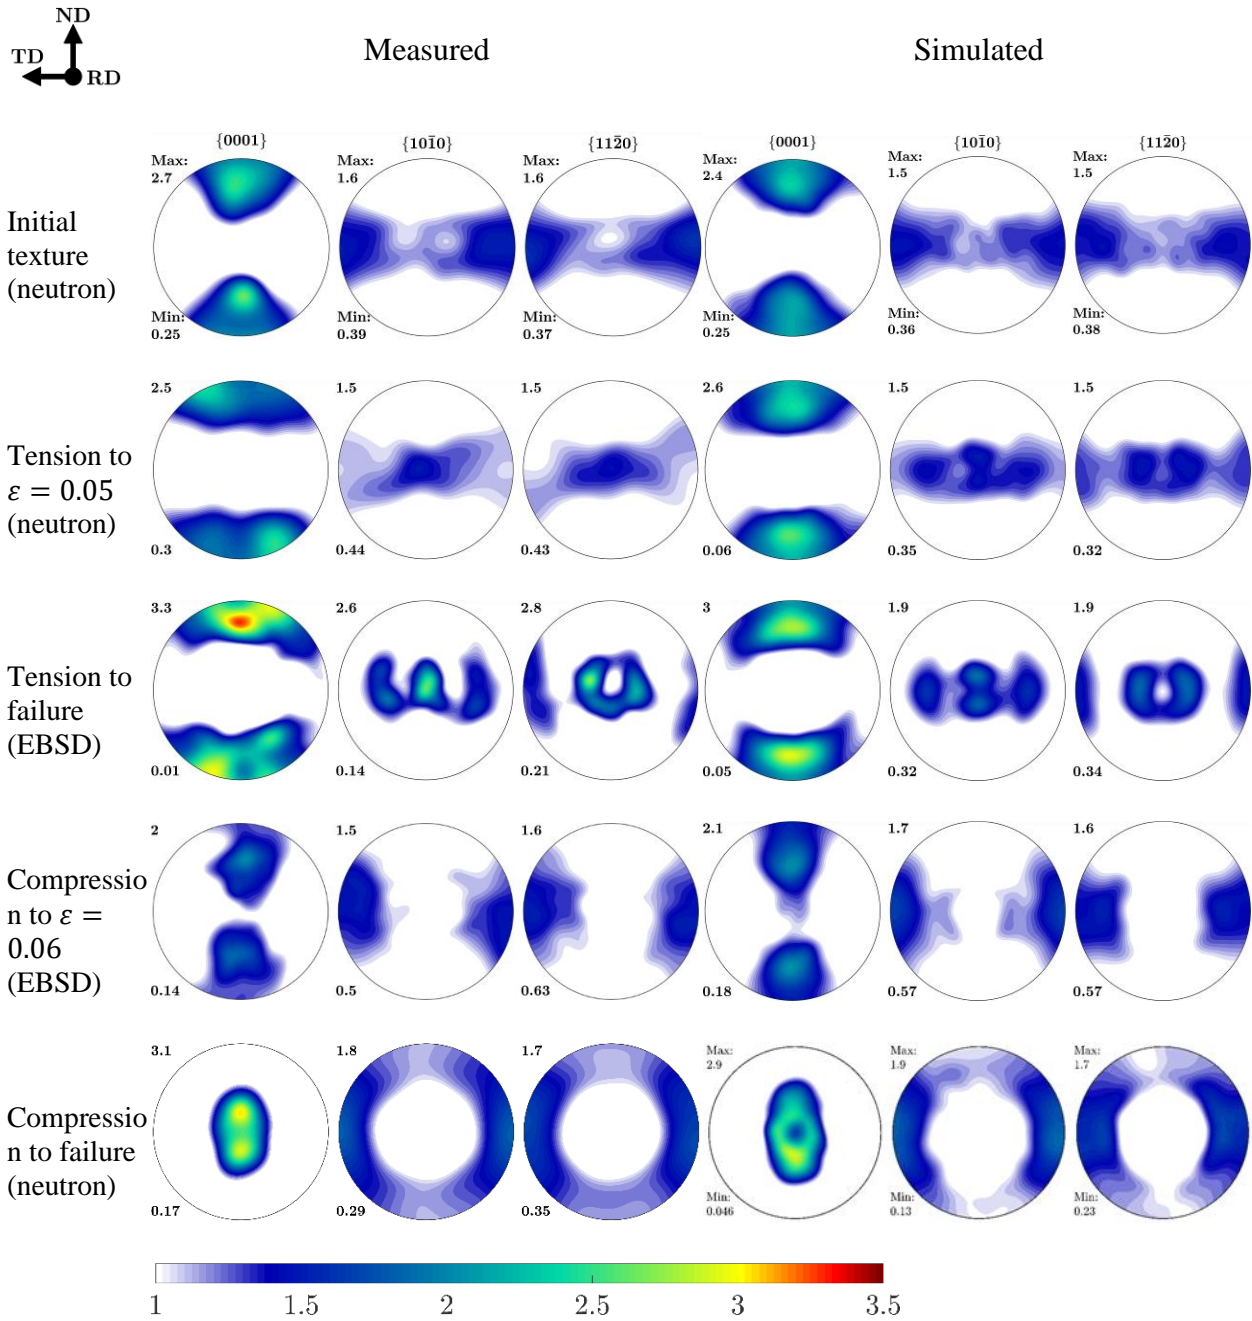 ND
TD
RD
Measured
Simulated
{0001}
{101̄0}
{112̄0}
{0001}
{101̄0}
{112̄0}
Initial
texture
(neutron)
Max:
2.7
Min:
0.25
Max:
1.6
Min:
0.39
Max:
1.6
Min:
0.37
Max:
2.4
Min:
0.25
Max:
1.5
Min:
0.36
Max:
1.5
Min:
0.38
Tension to
ε = 0.05
(neutron)
2.5
0.3
1.5
0.44
1.5
0.43
2.6
0.06
1.5
0.35
1.5
0.32
Tension to
failure
(EBSD)
3.3
0.01
2.6
0.14
2.8
0.21
3
0.05
1.9
0.32
1.9
0.34
Compressio
n to ε =
0.06
(EBSD)
2
0.14
1.5
0.5
1.6
0.63
2.1
0.18
1.7
0.57
1.6
0.57
Compressio
n to failure
(neutron)
3.1
0.17
1.8
0.29
1.7
0.35
Max:
2.9
Min:
0.046
Max:
1.9
Min:
0.13
Max:
1.7
Min:
0.23
1 1.5 2 2.5 3 3.5